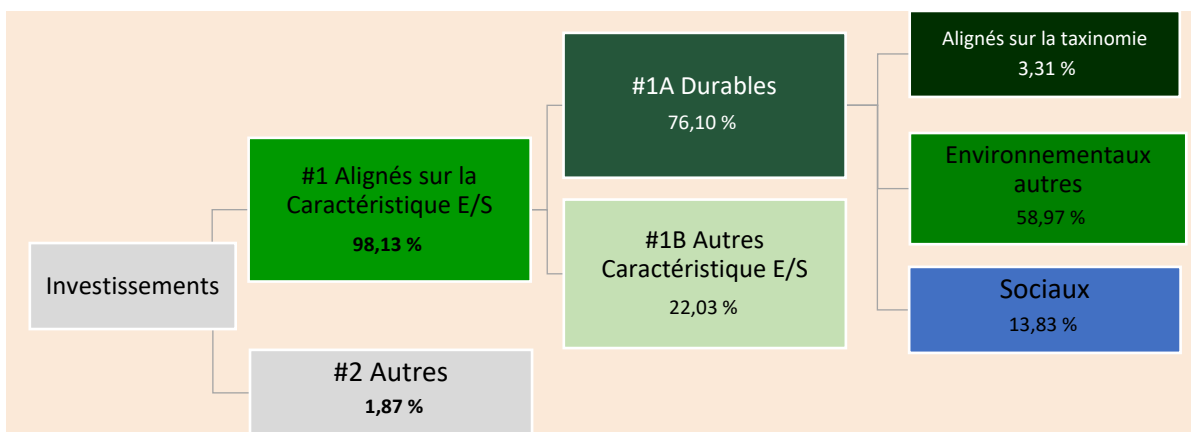 Investissements
#1 Alignés sur la
Caractéristique E/S
98,13 %
#2 Autres
1,87 %
#1A Durables
76,10 %
#1B Autres
Caractéristique E/S
22,03 %
Alignés sur la taxinomie
3,31 %
Environnementaux
autres
58,97 %
Sociaux
13,83 %